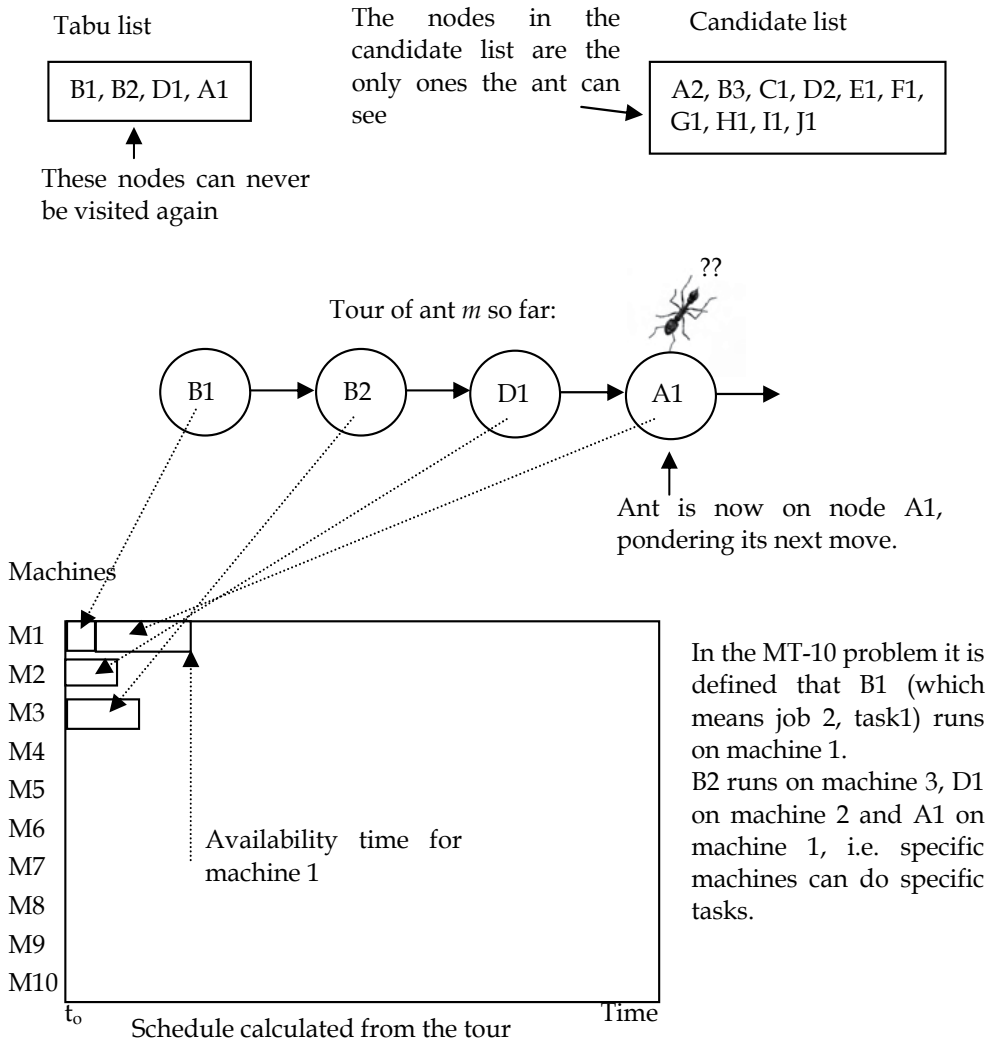 Tabu list
B1, B2, D1, A1
These nodes can never
be visited again
The nodes in the
candidate list are the
only ones the ant can
see
Candidate list
A2, B3, C1, D2, E1, F1,
G1, H1, I1, J1
??
Tour of ant m so far:
B1
B2
D1
A1
Ant is now on node A1,
pondering its next move.
Machines
M1
M2
M3
M4
M5
M6
M7
M8
M9
M10
Availability time for
machine 1
In the MT-10 problem it is
defined that B1 (which
means job 2, task1) runs
on machine 1.
B2 runs on machine 3, D1
on machine 2 and A1 on
machine 1, i.e. specific
machines can do specific
tasks.
to
Time
Schedule calculated from the tour